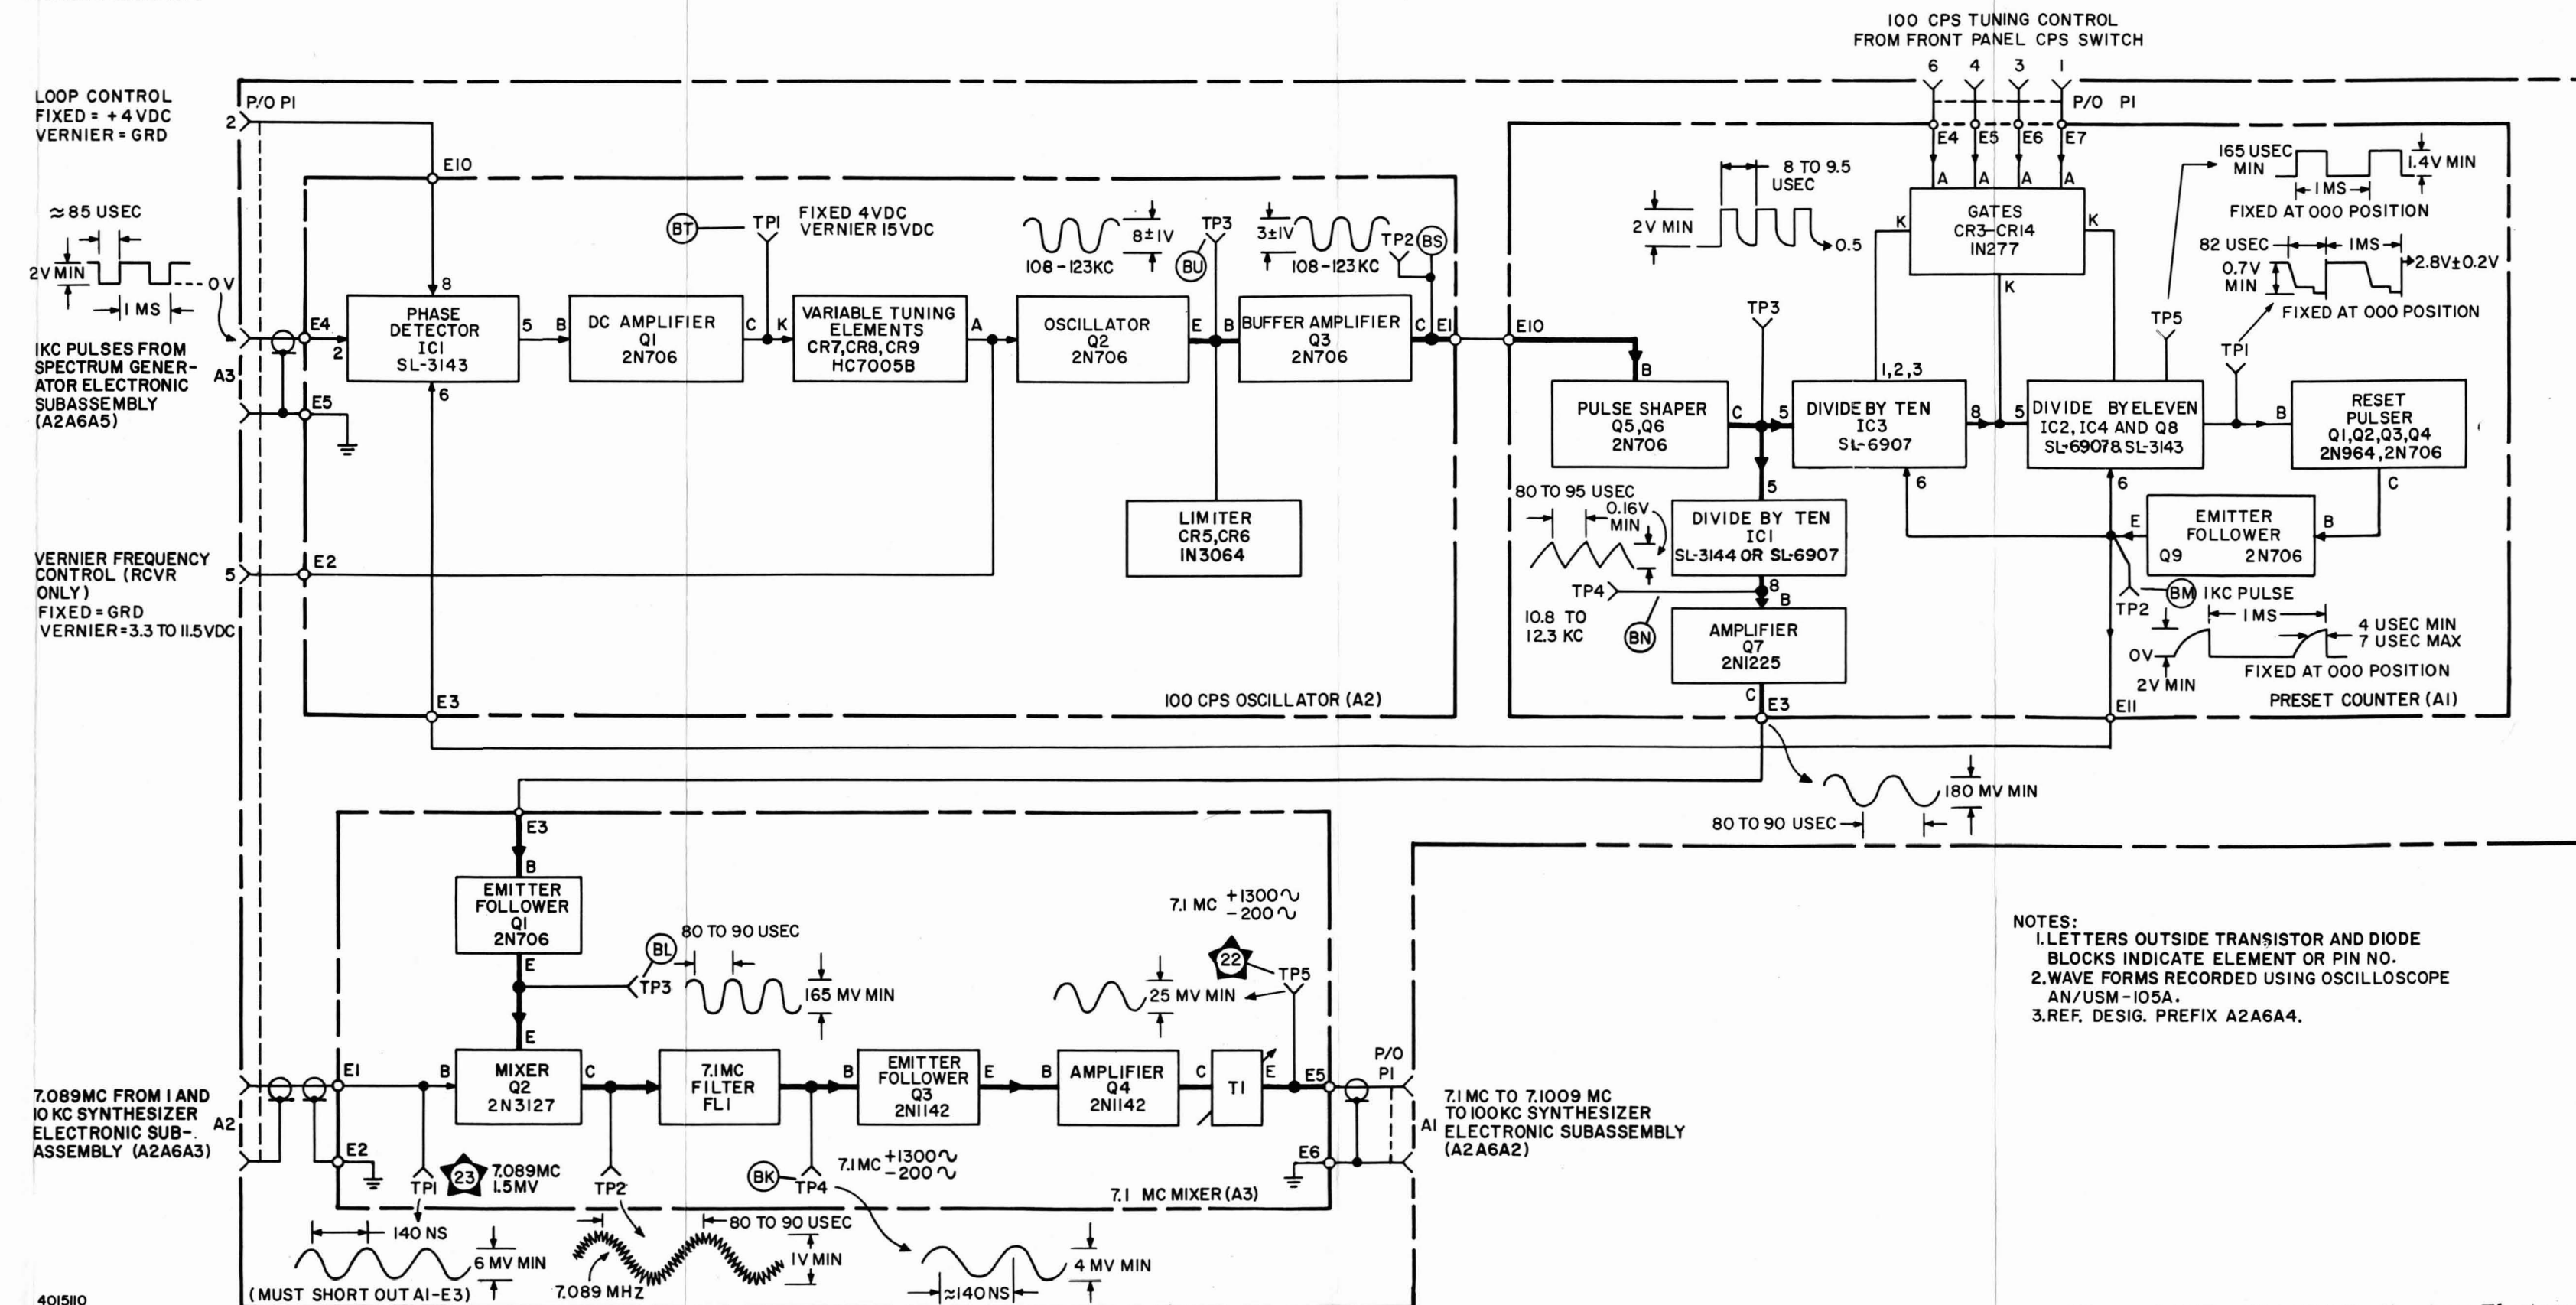 100 CPS TUNING CONTROL
FROM FRONT PANEL CPS SWITCH
6 4 3 1
P/O P1
E4 E5 E6 E7
A A A A
LOOP CONTROL
FIXED = +4VDC
VERNIER = GRD
P/O P1
2
E10
≈85 USEC
2V MIN
0V
1 MS
1KC PULSES FROM
SPECTRUM GENER-
ATOR ELECTRONIC
SUBASSEMBLY
(A2A6A5)
A3
E4
2
E5
8
PHASE
DETECTOR
IC1
SL-3143
6
5
B
DC AMPLIFIER
Q1
2N706
C
BT
TP1
FIXED 4VDC
VERNIER 15VDC
K
VARIABLE TUNING
ELEMENTS
CR7,CR8,CR9
HC7005B
A
OSCILLATOR
Q2
2N706
E
8±1V
108-123KC
TP3
BU
B
BUFFER AMPLIFIER
Q3
2N706
C
E1
3±1V
108-123KC
TP2
BS
LIMITER
CR5,CR6
1N3064
VERNIER FREQUENCY
CONTROL (RCVR
ONLY)
FIXED=GRD
VERNIER=3.3 TO 11.5VDC
5
E2
E3
100 CPS OSCILLATOR (A2)
E10
B
PULSE SHAPER
Q5,Q6
2N706
C
2V MIN
8 TO 9.5
USEC
0.5
TP3
5
DIVIDE BY TEN
IC3
SL-6907
1,2,3
8
6
K
GATES
CR3-CR14
1N277
K
K
5
DIVIDE BY ELEVEN
IC2, IC4 AND Q8
SL-6907&SL-3143
6
165 USEC
MIN
1.4V MIN
1MS
FIXED AT 000 POSITION
82 USEC
1MS
0.7V
MIN
2.8V±0.2V
FIXED AT 000 POSITION
TP5
TP1
B
RESET
PULSER
Q1,Q2,Q3,Q4
2N964,2N706
C
EMITTER
FOLLOWER
Q9 2N706
B
E
TP2
BM
1KC PULSE
1MS
4 USEC MIN
7 USEC MAX
0V
2V MIN
FIXED AT 000 POSITION
PRESET COUNTER (A1)
E11
80 TO 95 USEC
0.16V
MIN
5
DIVIDE BY TEN
IC1
SL-3144 OR SL-6907
8
TP4
10.8 TO
12.3 KC
BN
B
AMPLIFIER
Q7
2N1225
C
E3
180 MV MIN
80 TO 90 USEC
E3
B
EMITTER
FOLLOWER
Q1
2N706
E
BL
TP3
80 TO 90 USEC
165 MV MIN
E
7.089MC FROM 1 AND
10 KC SYNTHESIZER
ELECTRONIC SUB-
ASSEMBLY (A2A6A3)
A2
E1
E2
B
MIXER
Q2
2N3127
C
7.1MC
FILTER
FL1
B
EMITTER
FOLLOWER
Q3
2N1142
E
B
AMPLIFIER
Q4
2N1142
C
T1
E
E5
E6
7.1 MC +1300∿
-200∿
22
TP5
25 MV MIN
P/O
P1
A1
7.1 MC TO 7.1009 MC
TO 100KC SYNTHESIZER
ELECTRONIC SUBASSEMBLY
(A2A6A2)
TP1
23
7.089MC
1.5MV
TP2
BK
TP4
7.1MC +1300∿
-200∿
7.1 MC MIXER (A3)
140 NS
6 MV MIN
(MUST SHORT OUT A1-E3)
80 TO 90 USEC
1V MIN
7.089 MHZ
≈140NS
4 MV MIN
NOTES:
1. LETTERS OUTSIDE TRANSISTOR AND DIODE
BLOCKS INDICATE ELEMENT OR PIN NO.
2. WAVE FORMS RECORDED USING OSCILLOSCOPE
AN/USM-105A.
3. REF. DESIG. PREFIX A2A6A4.
4015110